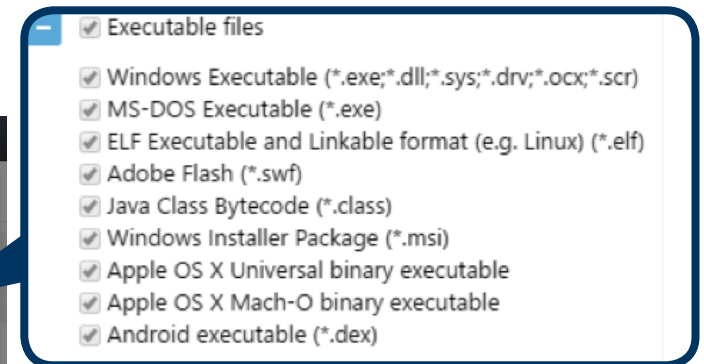 Executable files
Windows Executable (*.exe;*.dll;*.sys;*.drv;*.ocx;*.scr)
MS-DOS Executable (*.exe)
ELF Executable and Linkable format (e.g. Linux) (*.elf)
Adobe Flash (*.swf)
Java Class Bytecode (*.class)
Windows Installer Package (*.msi)
Apple OS X Universal binary executable
Apple OS X Mach-O binary executable
Android executable (*.dex)